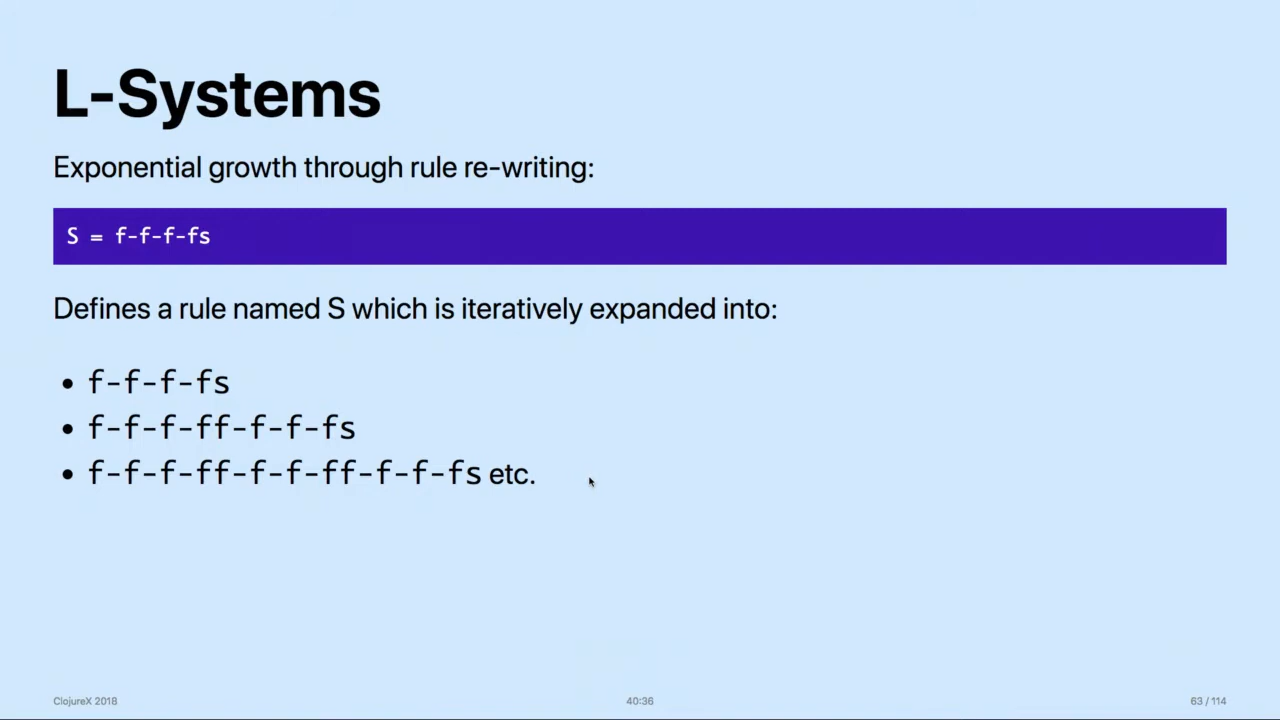 L-Systems
Exponential growth through rule re-writing:
S = f-f-f-fs
Defines a rule named S which is iteratively expanded into:
• f-f-f-fs
• f-f-f-ff-f-f-fs
• f-f-f-ff-f-f-ff-f-f-fs etc.
ClojureX 2018
40:36
63 / 114